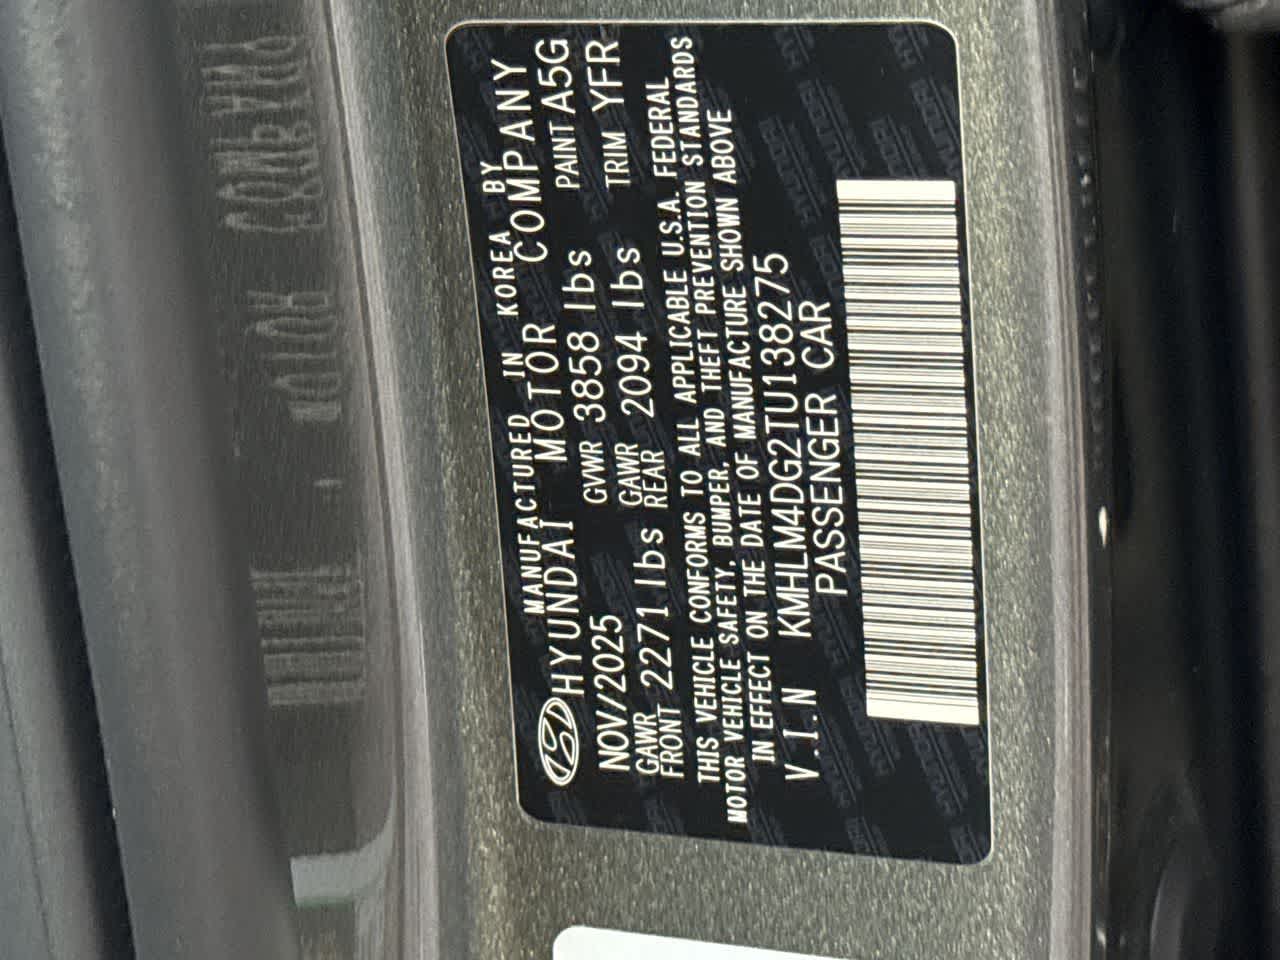 MANUFACTURED IN KOREA BY
HYUNDAI MOTOR COMPANY
NOV/2025 GVWR 3858 lbs PAINT A5G
GAWR FRONT 2271 lbs GAWR REAR 2094 lbs TRIM YFR
THIS VEHICLE CONFORMS TO ALL APPLICABLE U.S.A. FEDERAL
MOTOR VEHICLE SAFETY, BUMPER, AND THEFT PREVENTION STANDARDS
IN EFFECT ON THE DATE OF MANUFACTURE SHOWN ABOVE
V.I.N KMHLM4DG2TU138275
PASSENGER CAR